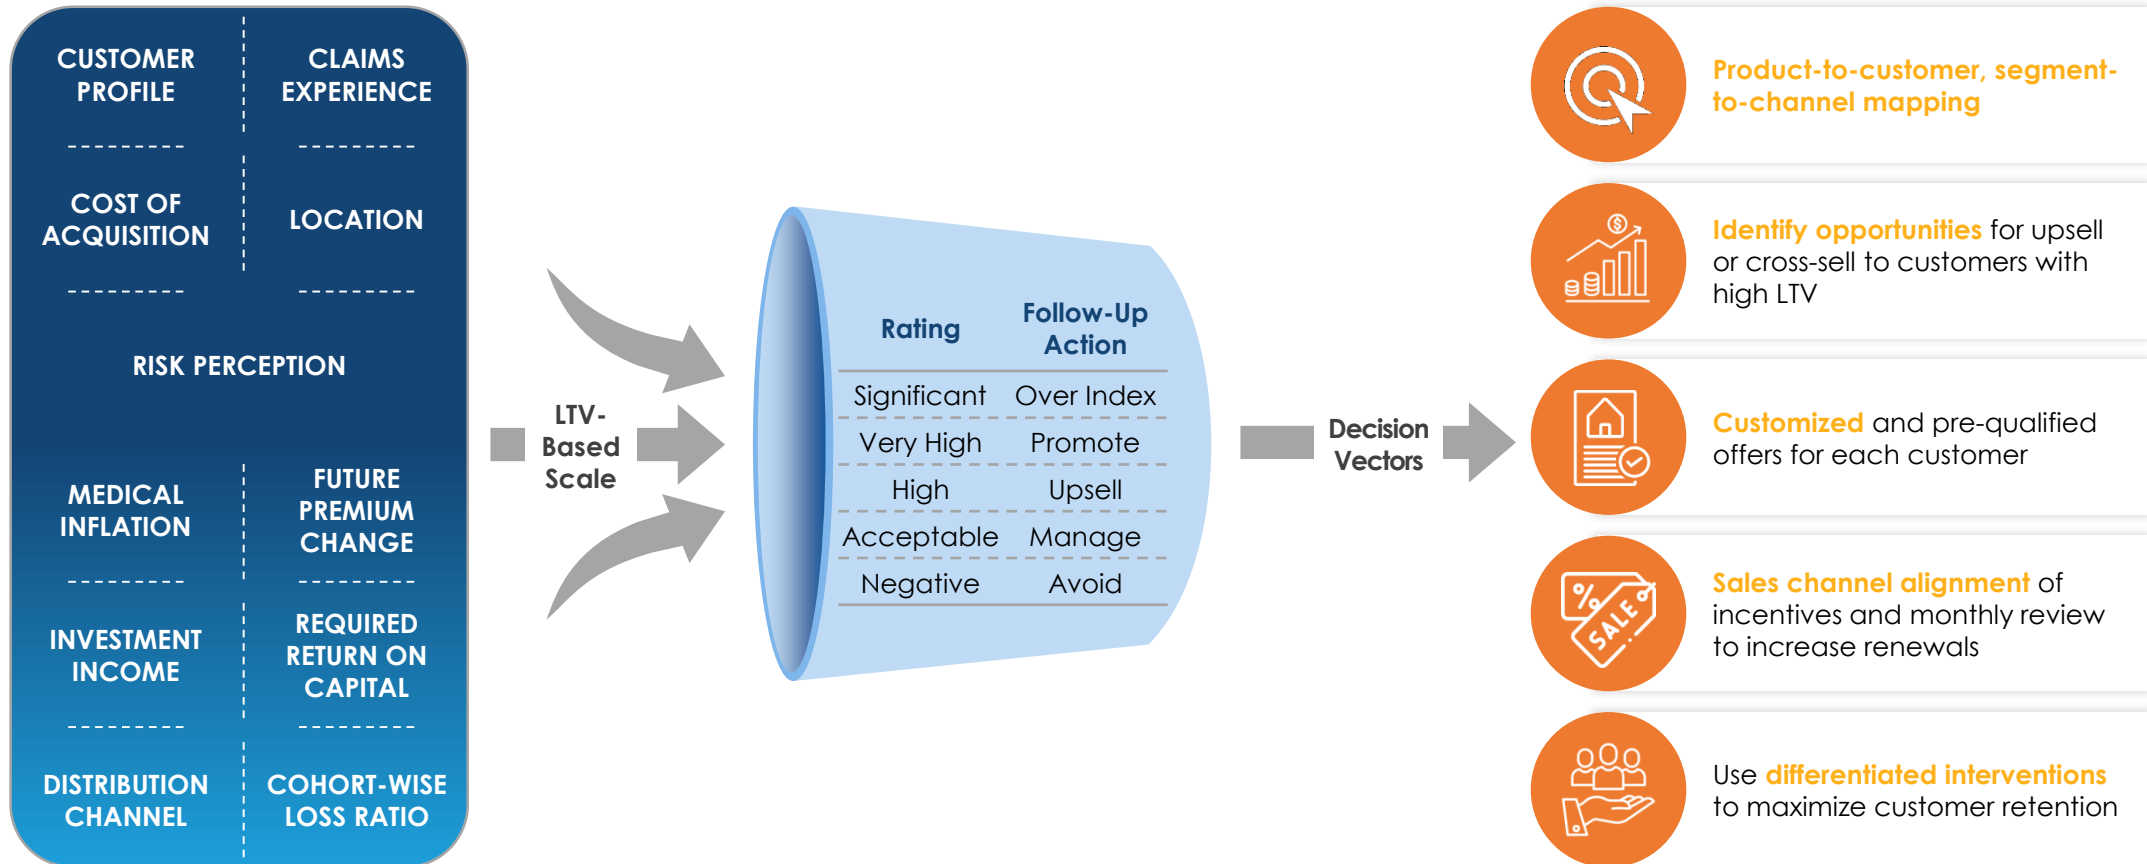 CUSTOMER
PROFILE
CLAIMS
EXPERIENCE
COST OF
ACQUISITION
LOCATION
RISK PERCEPTION
MEDICAL
INFLATION
FUTURE
PREMIUM
CHANGE
INVESTMENT
INCOME
REQUIRED
RETURN ON
CAPITAL
DISTRIBUTION
CHANNEL
COHORT-WISE
LOSS RATIO
LTV-
Based
Scale
Rating
Follow-Up
Action
Significant Over Index
Very High Promote
High Upsell
Acceptable Manage
Negative Avoid
Decision
Vectors
Product-to-customer, segment-
to-channel mapping
$
Identify opportunities for upsell
or cross-sell to customers with
high LTV
Customized and pre-qualified
offers for each customer
%
SALE
Sales channel alignment of
incentives and monthly review
to increase renewals
Use differentiated interventions
to maximize customer retention